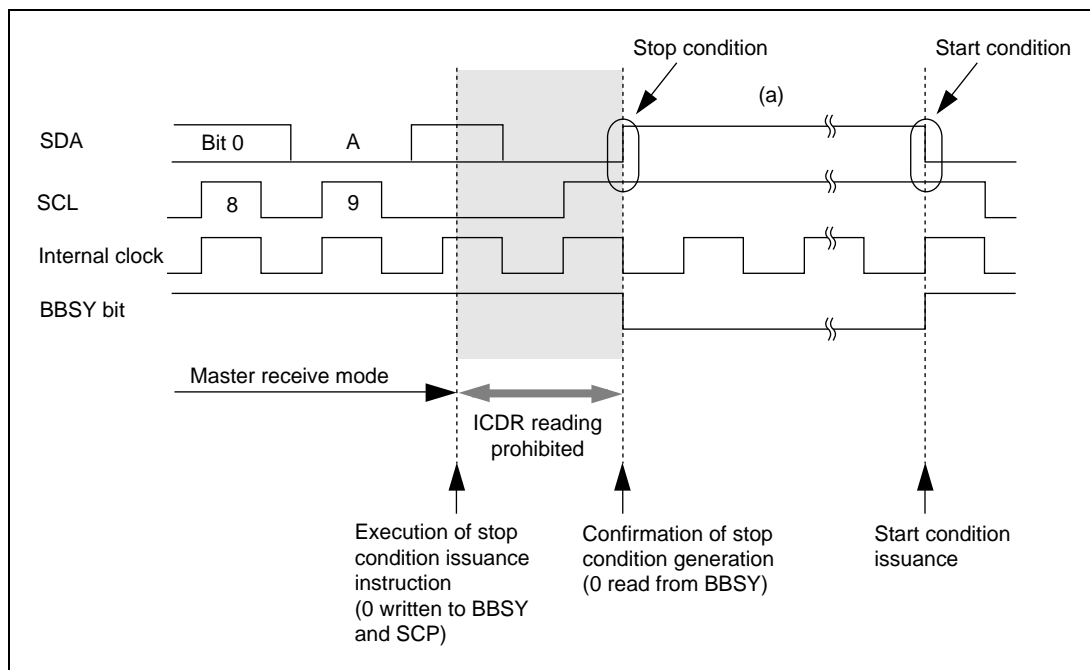 Stop condition
Start condition
(a)
SDA
Bit 0
A
SCL
8
9
Internal clock
BBSY bit
Master receive mode
ICDR reading
prohibited
Execution of stop
condition issuance
instruction
(0 written to BBSY
and SCP)
Confirmation of stop
condition generation
(0 read from BBSY)
Start condition
issuance